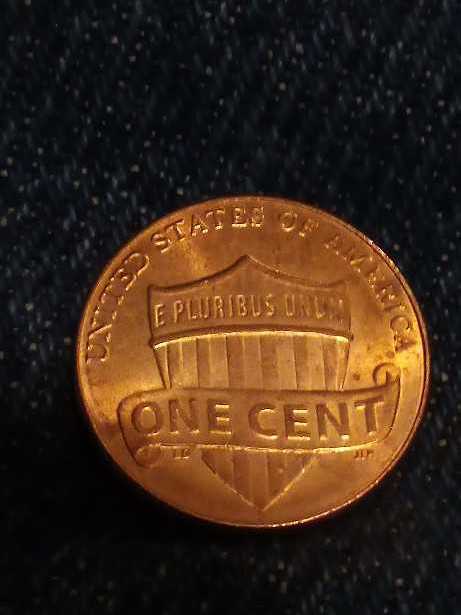 UNITED STATES OF AMERICA
E PLURIBUS UNUM
ONE CENT